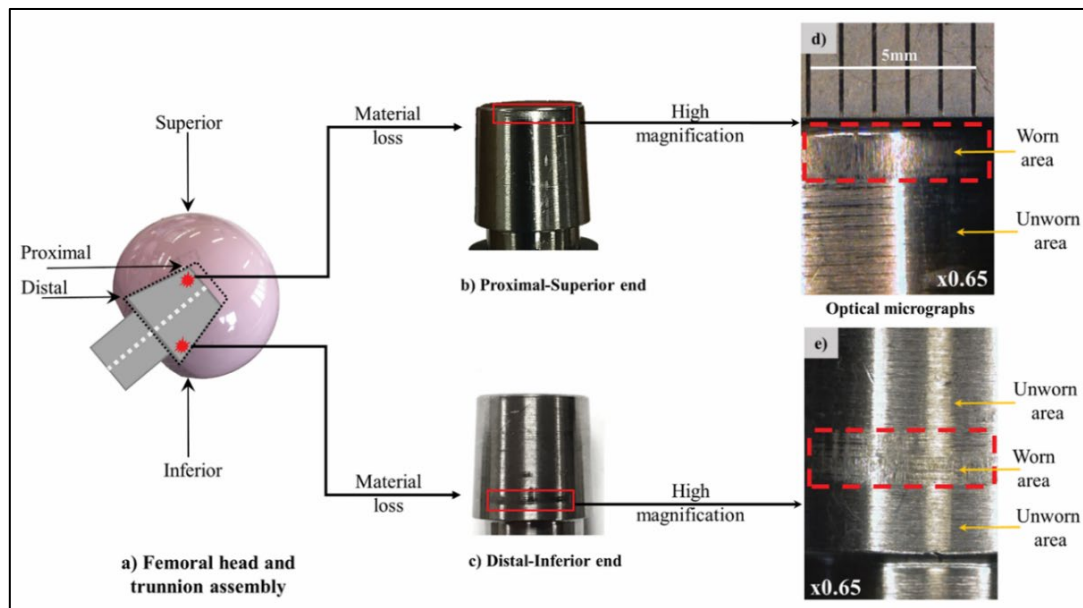 Superior
Proximal
Distal
Inferior
a) Femoral head and
trunnion assembly
Material
loss
b) Proximal-Superior end
High
magnification
d)
5mm
Worn
area
Unworn
area
x0.65
Optical micrographs
Material
loss
c) Distal-Inferior end
High
magnification
e)
Unworn
area
Worn
area
Unworn
area
x0.65